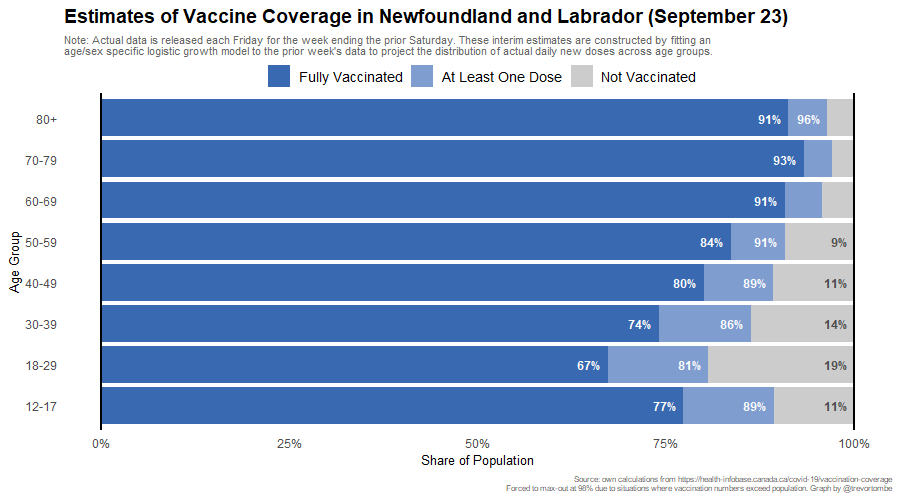 Estimates of Vaccine Coverage in Newfoundland and Labrador (September 23)
Note: Actual data is released each Friday for the week ending the prior Saturday. These interim estimates are constructed by fitting an
age/sex specific logistic growth model to the prior week's data to project the distribution of actual daily new doses across age groups.
Fully Vaccinated At Least One Dose Not Vaccinated
Age Group
80+ 91% 96%
70-79 93%
60-69 91%
50-59 84% 91% 9%
40-49 80% 89% 11%
30-39 74% 86% 14%
18-29 67% 81% 19%
12-17 77% 89% 11%
0% 25% 50% 75% 100%
Share of Population
Source: own calculations from https://health-infobase.canada.ca/covid-19/vaccination-coverage
Forced to max-out at 98% due to situations where vaccination numbers exceed population. Graph by @trevortombe